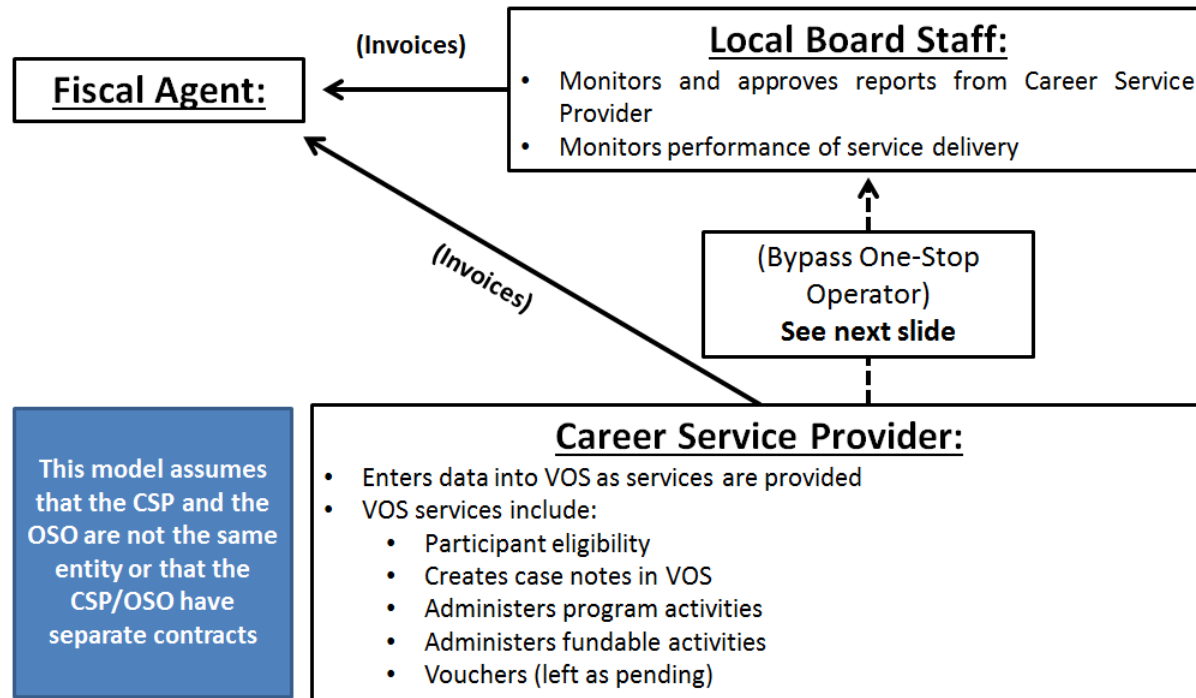 (Invoices)
Fiscal Agent:
Local Board Staff:
• Monitors and approves reports from Career Service
Provider
• Monitors performance of service delivery
(Invoices)
(Bypass One-Stop
Operator)
See next slide
This model assumes
that the CSP and the
OSO are not the same
entity or that the
CSP/OSO have
separate contracts
Career Service Provider:
• Enters data into VOS as services are provided
• VOS services include:
• Participant eligibility
• Creates case notes in VOS
• Administers program activities
• Administers fundable activities
• Vouchers (left as pending)